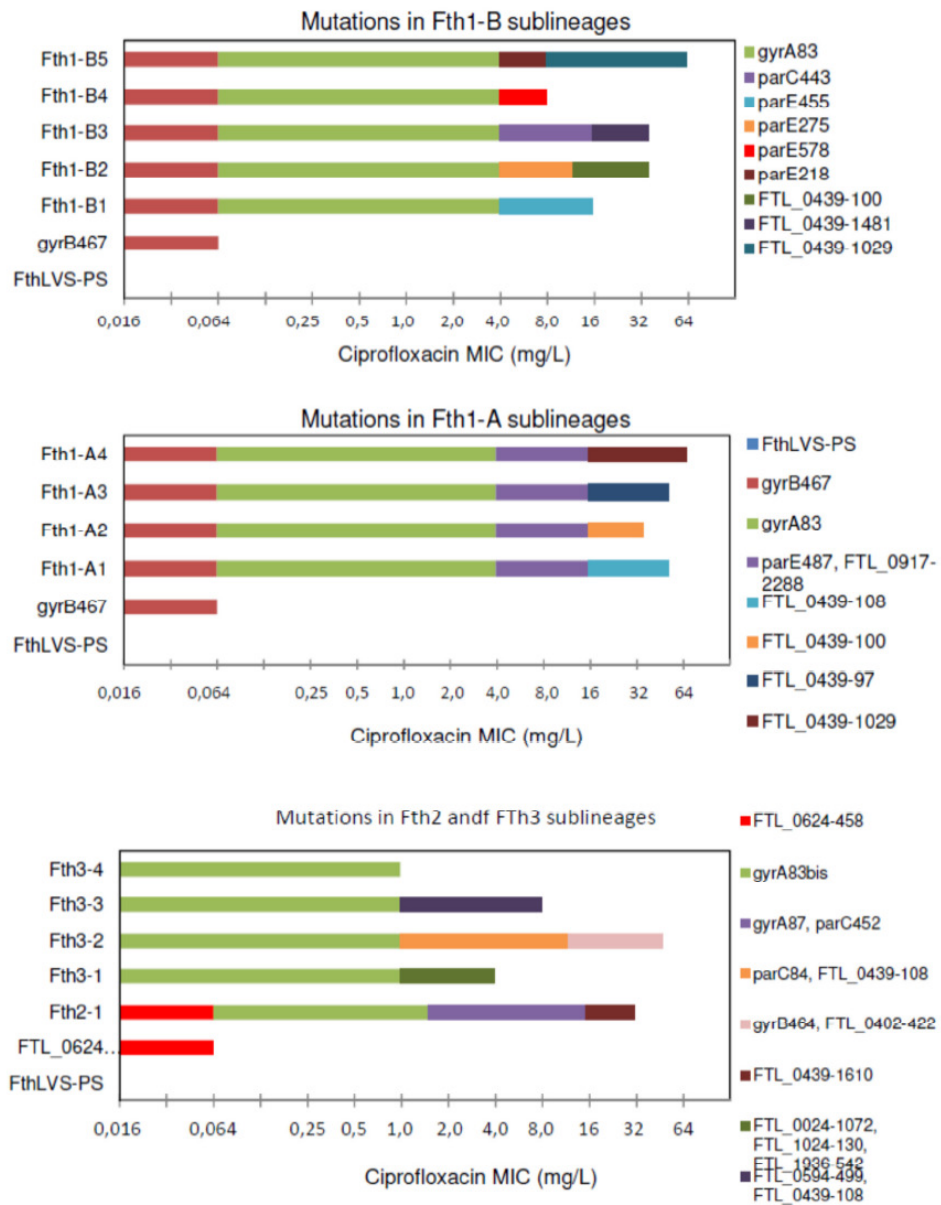 Mutations in Fth1-B sublineages
Fth1-B5
Fth1-B4
Fth1-B3
Fth1-B2
Fth1-B1
gyrB467
FthLVS-PS
0,016 0,064 0,25 0,5 1,0 2,0 4,0 8,0 16 32 64
Ciprofloxacin MIC (mg/L)
gyrA83
parC443
parE455
parE275
parE578
parE218
FTL_0439-100
FTL_0439-1481
FTL_0439-1029
Mutations in Fth1-A sublineages
Fth1-A4
Fth1-A3
Fth1-A2
Fth1-A1
gyrB467
FthLVS-PS
0,016 0,064 0,25 0,5 1,0 2,0 4,0 8,0 16 32 64
Ciprofloxacin MIC (mg/L)
FthLVS-PS
gyrB467
gyrA83
parE487, FTL_0917-
2288
FTL_0439-108
FTL_0439-100
FTL_0439-97
FTL_0439-1029
Mutations in Fth2 andf FTh3 sublineages
Fth3-4
Fth3-3
Fth3-2
Fth3-1
Fth2-1
FTL_0624...
FthLVS-PS
0,016 0,064 0,25 0,5 1,0 2,0 4,0 8,0 16 32 64
Ciprofloxacin MIC (mg/L)
FTL_0624-458
gyrA83bis
gyrA87, parC452
parC84, FTL_0439-108
gyrB464, FTL_0402-422
FTL_0439-1610
FTL_0024-1072,
FTL_1024-130,
FTL_1936-542
FTL_0594-499,
FTL_0439-108